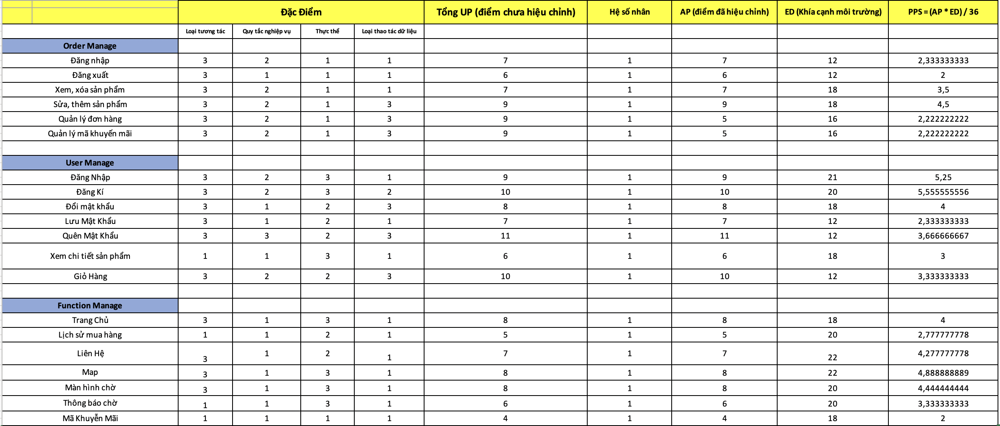 Đặc Điểm Tổng UP (điểm chưa hiệu chỉnh) Hệ số nhân AP (điểm đã hiệu chỉnh) ED (Khía cạnh môi trường) PPS = (AP * ED) / 36
Loại tương tác Quy tắc nghiệp vụ Thực thể Loại thao tác dữ liệu
Order Manage
Đăng nhập 3 2 1 1 7 1 7 12 2,333333333
Đăng xuất 3 1 1 1 6 1 6 12 2
Xem, xóa sản phẩm 3 2 1 1 7 1 7 18 3,5
Sửa, thêm sản phẩm 3 2 1 3 9 1 9 18 4,5
Quản lý đơn hàng 3 2 1 3 9 1 5 16 2,222222222
Quản lý mã khuyến mãi 3 2 1 3 9 1 5 16 2,222222222
User Manage
Đăng Nhập 3 2 3 1 9 1 9 21 5,25
Đăng Kí 3 2 3 2 10 1 10 20 5,555555556
Đổi mật khẩu 3 1 2 3 8 1 8 18 4
Lưu Mật Khẩu 3 1 2 1 7 1 7 12 2,333333333
Quên Mật Khẩu 3 3 2 3 11 1 11 12 3,666666667
Xem chi tiết sản phẩm 1 1 3 1 6 1 6 18 3
Giỏ Hàng 3 2 2 3 10 1 10 12 3,333333333
Function Manage
Trang Chủ 3 1 3 1 8 1 8 18 4
Lịch sử mua hàng 1 1 2 1 5 1 5 20 2,777777778
Liên Hệ 3 1 2 1 7 1 7 22 4,277777778
Map 3 1 3 1 8 1 8 22 4,888888889
Màn hình chờ 3 1 3 1 8 1 8 20 4,444444444
Thông báo chờ 1 1 3 1 6 1 6 20 3,333333333
Mã Khuyễn Mãi 1 1 1 1 4 1 4 18 2